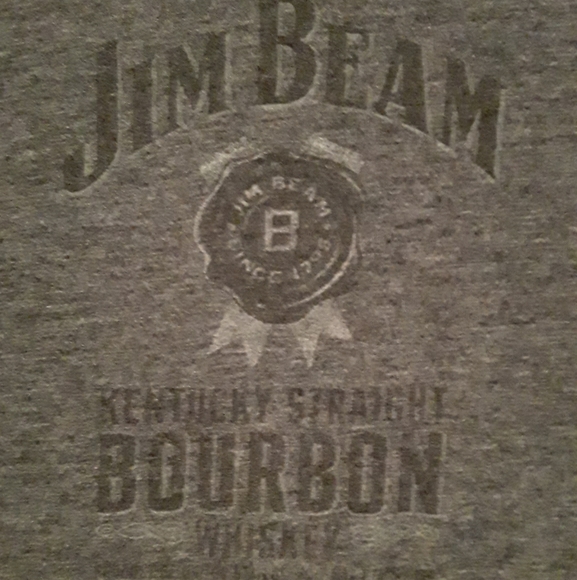 JIM BEAM
JIM BEAM
B
SINCE 1795
KENTUCKY STRAIGHT
BOURBON
WHISKEY